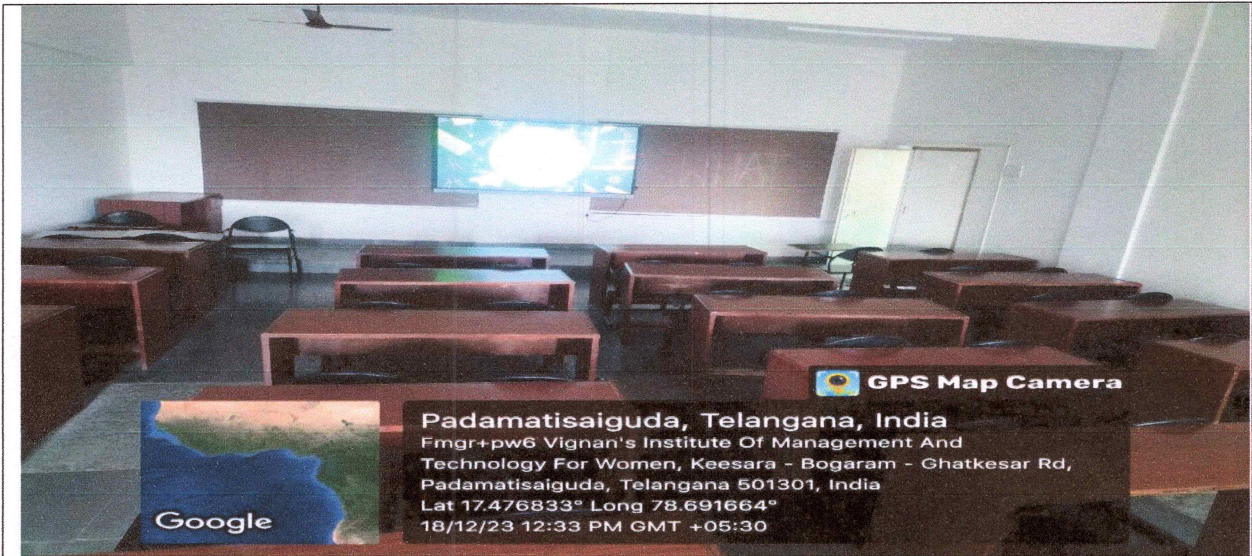 GPS Map Camera
Padamatisaiguda, Telangana, India
Fmgr+pw6 Vignan's Institute Of Management And
Technology For Women, Keesara - Bogaram - Ghatkesar Rd,
Padamatisaiguda, Telangana 501301, India
Lat 17.476833° Long 78.691664°
18/12/23 12:33 PM GMT +05:30
Google